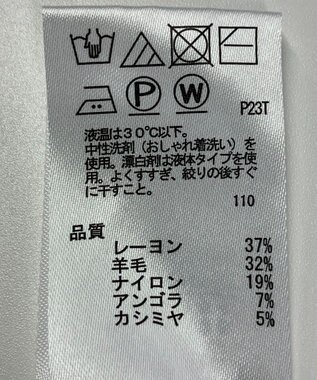 P W
P23T
液温は30℃以下。
中性洗剤(おしゃれ着洗い)を
使用。漂白剤は液体タイプを使
用。よくすすぎ、絞りの後すぐ
に干すこと。
110
品質
レーヨン 37%
羊毛 32%
ナイロン 19%
アンゴラ 7%
カシミヤ 5%